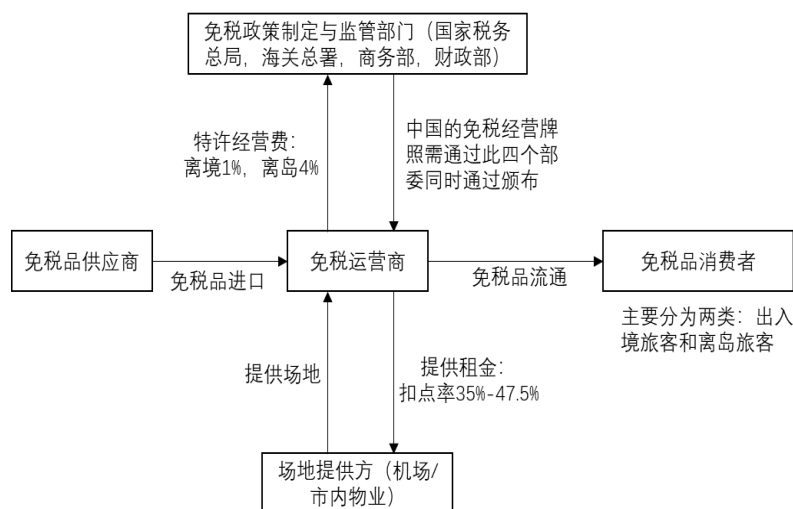 免税政策制定与监管部门（国家税务
总局，海关总署，商务部，财政部）
特许经营费：
离境1%，离岛4%
中国的免税经营牌
照需通过此四个部
委同时通过颁布
免税品供应商
免税品进口
免税运营商
免税品流通
免税品消费者
主要分为两类：出入
境旅客和离岛旅客
提供场地
提供租金：
扣点率35%-47.5%
场地提供方（机场/
市内物业）